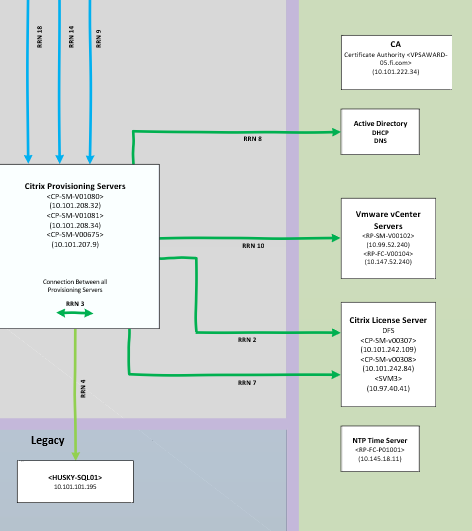 RRN 18
RRN 14
RRN 9
CA
Certificate Authority <VPSAWARD-
05.fi.com>
(10.101.222.34)
Active Directory
DHCP
DNS
RRN 8
Citrix Provisioning Servers
<CP-SM-V01080>
(10.101.208.32)
<CP-SM-V01081>
(10.101.208.34)
<CP-SM-V00675>
(10.101.207.9)
Connection Between all
Provisioning Servers
RRN 3
Vmware vCenter
Servers
<RP-SM-V00102>
(10.99.52.240)
<RP-FC-V00104>
(10.147.52.240)
RRN 10
Citrix License Server
DFS
<CP-SM-v00307>
(10.101.242.109)
<CP-SM-v00308>
(10.101.242.84)
<SVM3>
(10.97.40.41)
RRN 2
RRN 7
RRN 4
NTP Time Server
<RP-FC-P01001>
(10.145.18.11)
Legacy
<HUSKY-SQL01>
10.101.101.195